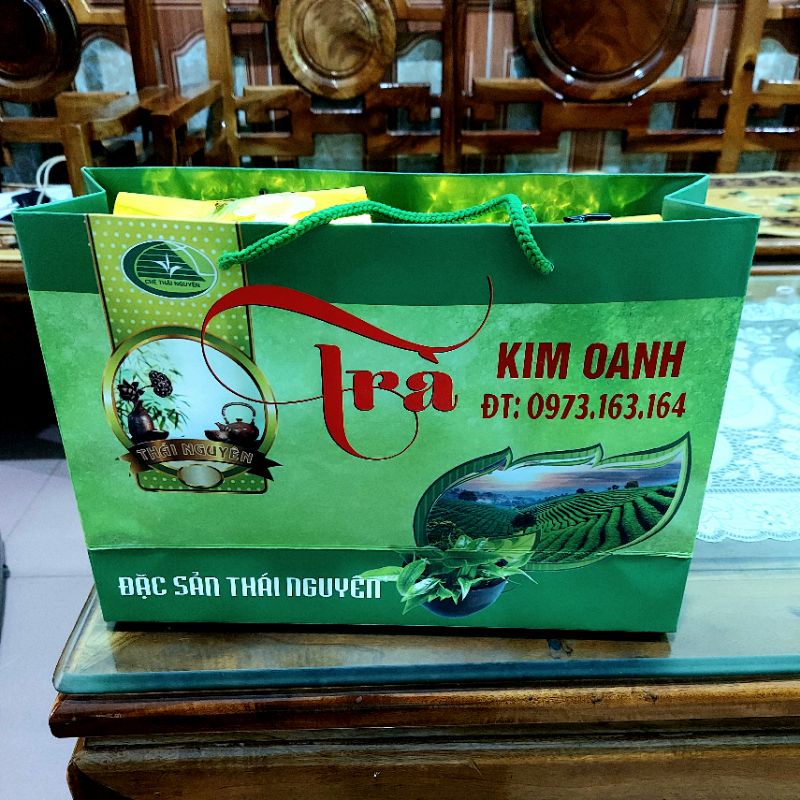 CHÈ THÁI NGUYÊN
THÁI NGUYÊN
Trà
KIM OANH
ĐT: 0973.163.164
ĐẶC SẢN THÁI NGUYÊN